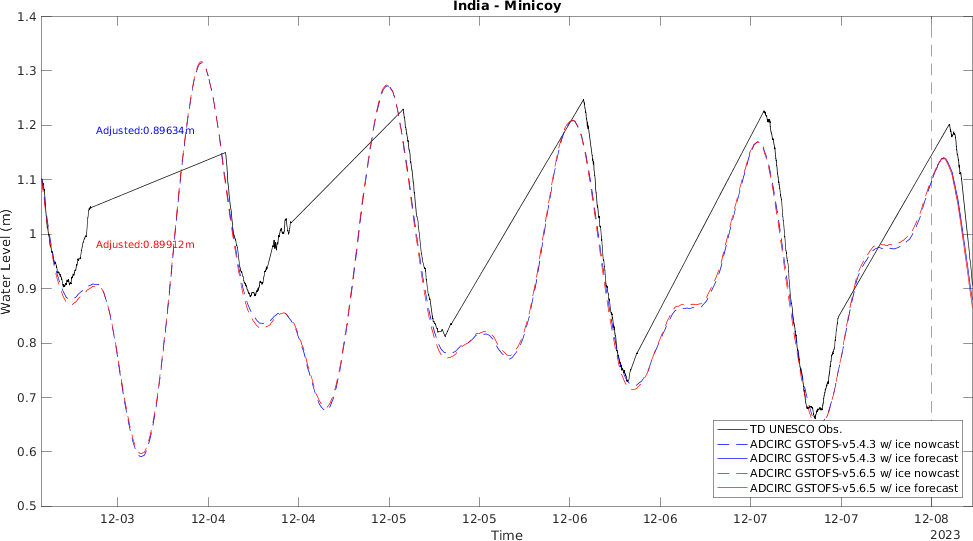 India - Minicoy
1.4
1.3
1.2
1.1
1
0.9
0.8
0.7
0.6
0.5
Water Level (m)
Adjusted:0.89634m
Adjusted:0.89912m
TD UNESCO Obs.
ADCIRC GSTOFS-v5.4.3 w/ ice nowcast
ADCIRC GSTOFS-v5.4.3 w/ ice forecast
ADCIRC GSTOFS-v5.6.5 w/ ice nowcast
ADCIRC GSTOFS-v5.6.5 w/ ice forecast
12-03 12-04 12-04 12-05 12-05 12-06 12-06 12-07 12-07 12-08
2023
Time